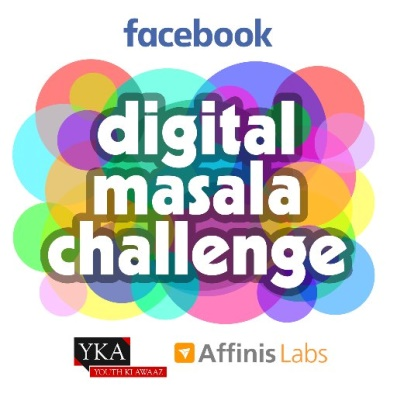 facebook
digital
masala
challenge
YKA
YOUTH KI AWAAZ
Affinis Labs